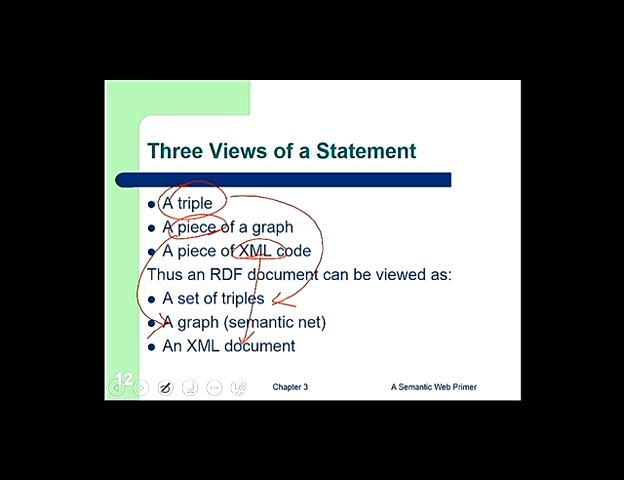 Three Views of a Statement
A triple
A piece of a graph
A piece of XML code
Thus an RDF document can be viewed as:
A set of triples
A graph (semantic net)
An XML document
12
Chapter 3
A Semantic Web Primer